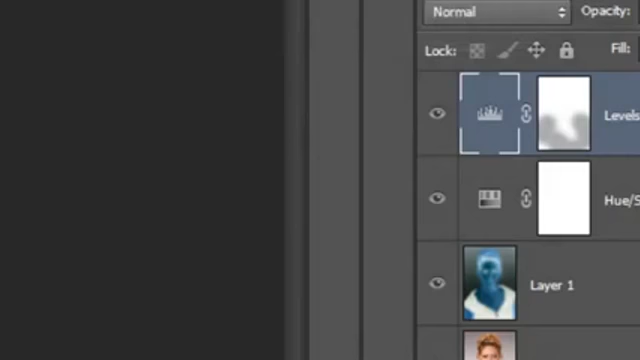 Normal
Opacity:
Lock:
Fill:
Levels
Hue/S
Layer 1